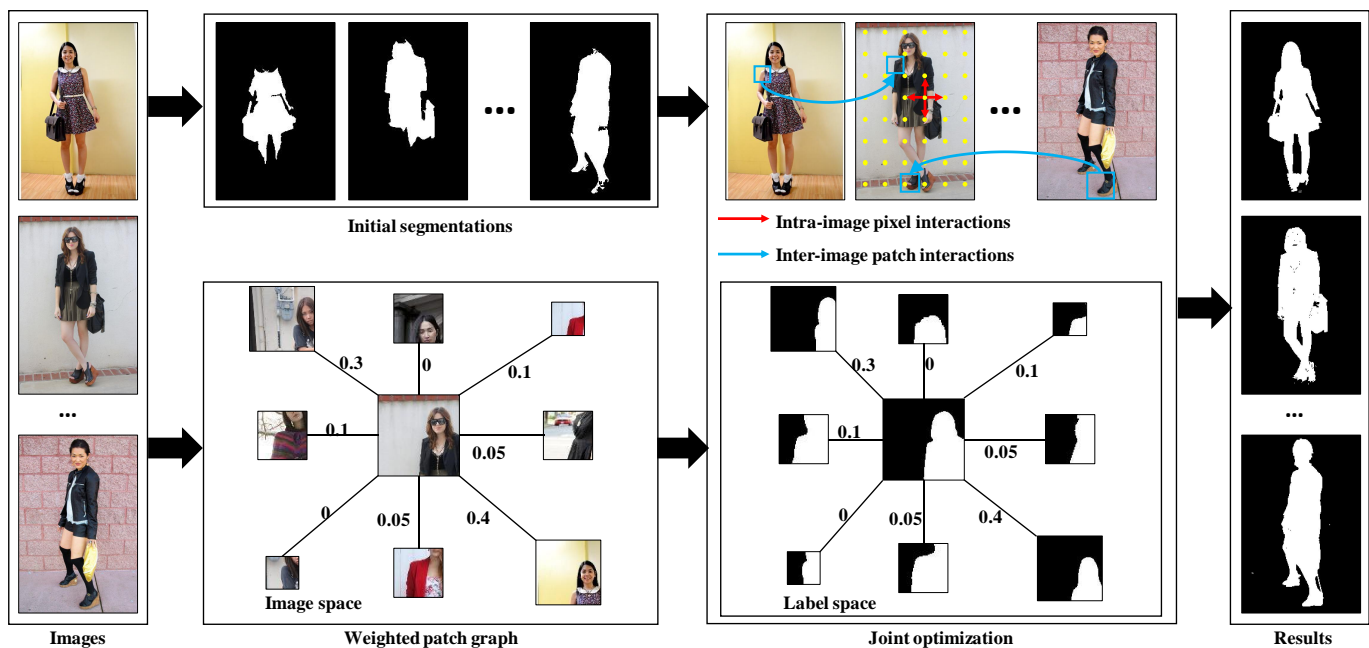 ...
Images
...
Initial segmentations
0.3
0
0.1
0.1
0.05
0
0.05
0.4
Image space
Weighted patch graph
...
Intra-image pixel interactions
Inter-image patch interactions
0.3
0
0.1
0.1
0.05
0
0.05
0.4
Label space
Joint optimization
...
Results